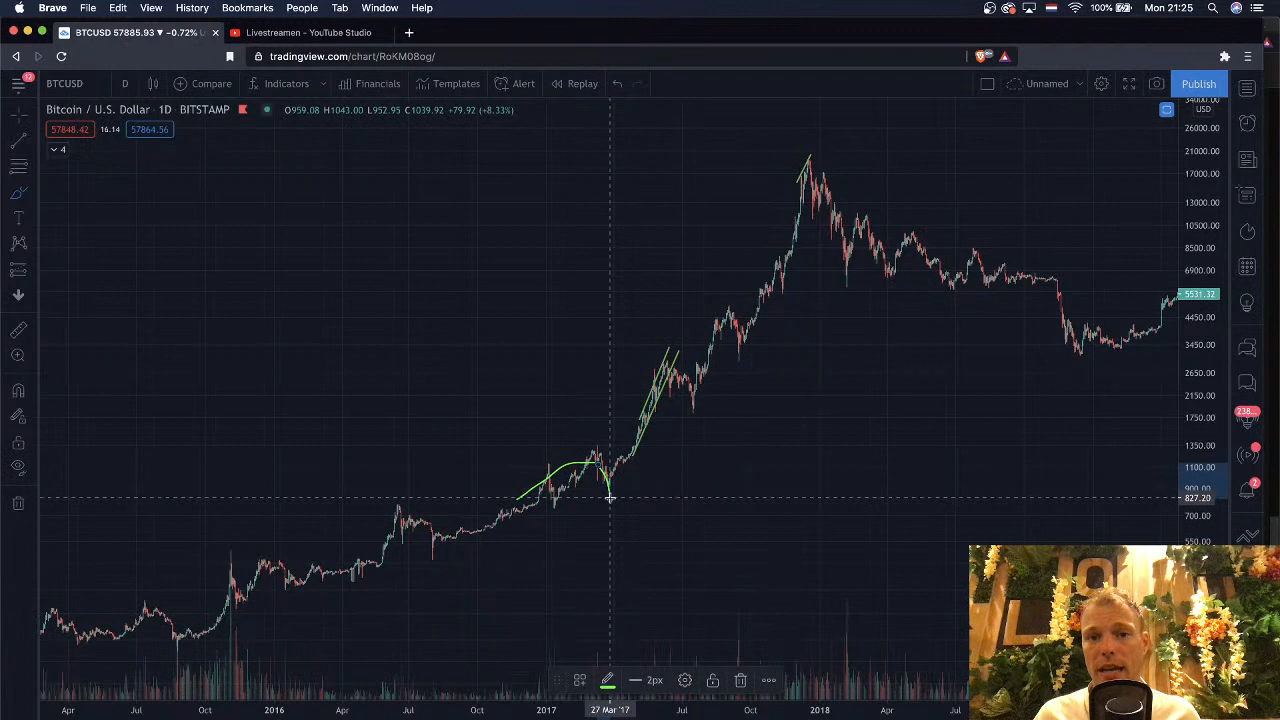 Brave File Edit View History Bookmarks People Tab Window Help 100% Mon 21:25
BTCUSD 57885.93 ▼ −0.72% Livestreamen - YouTube Studio
tradingview.com/chart/RoKM08og/
12 BTCUSD D Compare Indicators Financials Templates Alert Replay Unnamed Publish
Bitcoin / U.S. Dollar · 1D · BITSTAMP O959.08 H1043.00 L952.95 C1039.92 +79.92 (+8.33%)
57848.42 16.14 57864.56
4
34000.00
USD
26000.00
21000.00
17000.00
13000.00
10500.00
8500.00
6900.00
5531.32
4450.00
3450.00
2650.00
2150.00
1750.00
1350.00
1100.00
900.00
827.20
700.00
550.00
238
2
2px
Apr Jul Oct 2016 Apr Jul Oct 2017 27 Mar '17 Jul Oct 2018 Apr Jul